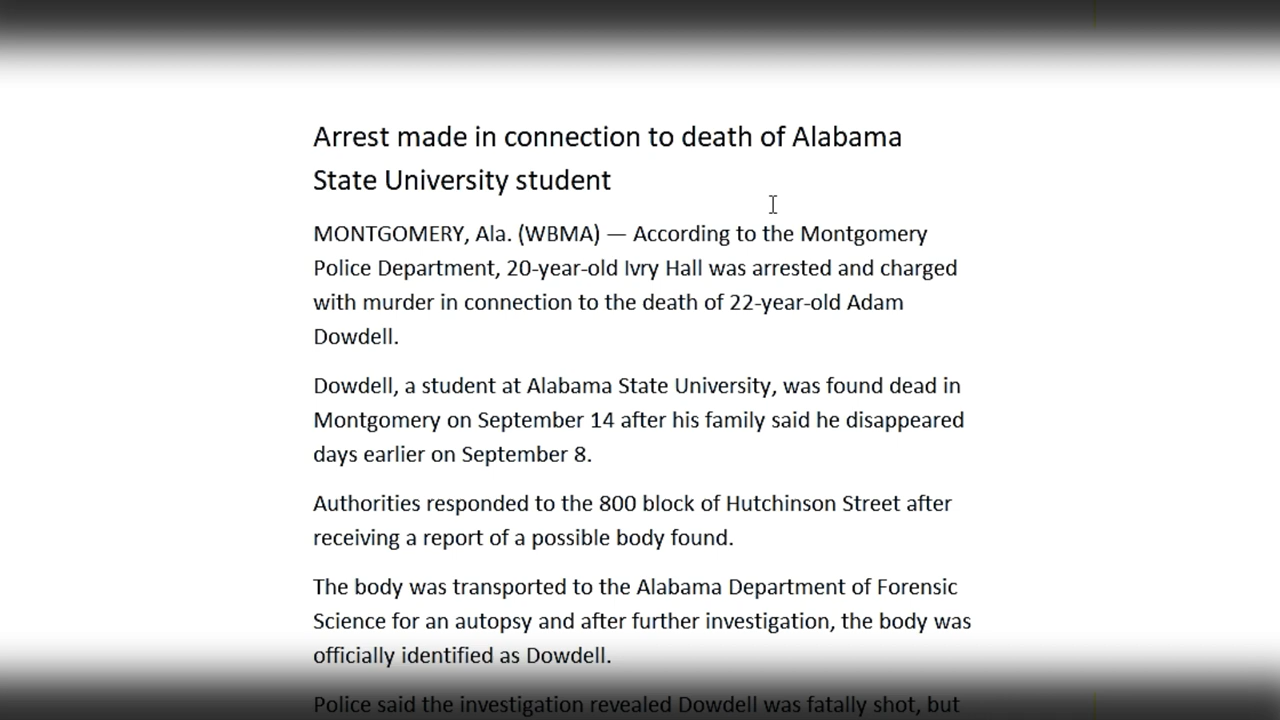 Arrest made in connection to death of Alabama
State University student
MONTGOMERY, Ala. (WBMA) — According to the Montgomery
Police Department, 20-year-old Ivry Hall was arrested and charged
with murder in connection to the death of 22-year-old Adam
Dowdell.
Dowdell, a student at Alabama State University, was found dead in
Montgomery on September 14 after his family said he disappeared
days earlier on September 8.
Authorities responded to the 800 block of Hutchinson Street after
receiving a report of a possible body found.
The body was transported to the Alabama Department of Forensic
Science for an autopsy and after further investigation, the body was
officially identified as Dowdell.
Police said the investigation revealed Dowdell was fatally shot, but